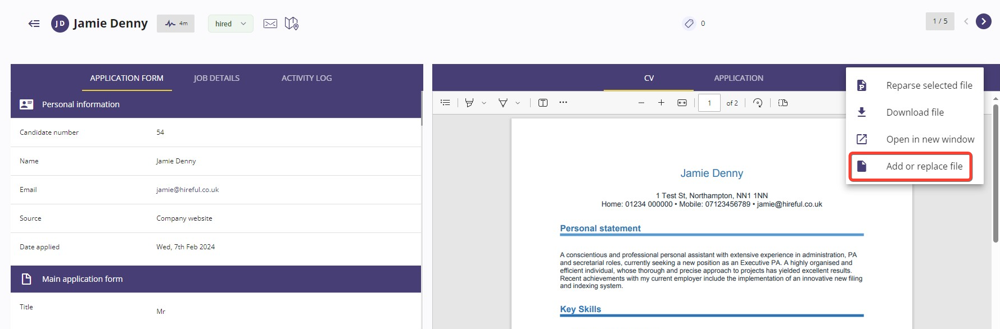 JD Jamie Denny 4m hired 0 1 / 5
APPLICATION FORM JOB DETAILS ACTIVITY LOG
Personal information
Candidate number 54
Name Jamie Denny
Email jamie@hireful.co.uk
Source Company website
Date applied Wed, 7th Feb 2024
Main application form
Title Mr
CV APPLICATION
1 of 2
Reparse selected file
Download file
Open in new window
Add or replace file
Jamie Denny
1 Test St, Northampton, NN1 1NN
Home: 01234 000000 • Mobile: 07123456789 • jamie@hireful.co.uk
Personal statement
A conscientious and professional personal assistant with extensive experience in administration, PA
and secretarial roles, currently seeking a new position as an Executive PA. A highly organised and
efficient individual, whose thorough and precise approach to projects has yielded excellent results.
Recent achievements with my current employer include the implementation of an innovative new filing
and indexing system.
Key Skills